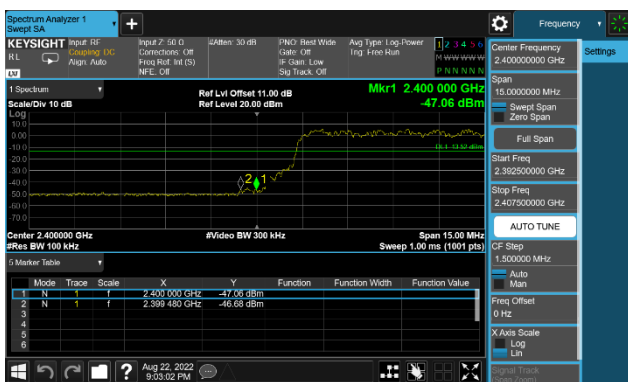 Spectrum Analyzer 1
Swept SA
Frequency
KEYSIGHT Input: RF Input Z: 50 Ω #Atten: 30 dB PNO: Best Wide Avg Type: Log-Power 1 2 3 4 5 6
R L Coupling: DC Corrections: Off Gate: Off Trig: Free Run M W W W W W
Align: Auto Freq Ref: Int (S) IF Gain: Low P N N N N N
NFE: Off Sig Track: Off
LXI
1 Spectrum Ref Lvl Offset 11.00 dB Mkr1 2.400 000 GHz
Scale/Div 10 dB Ref Level 20.00 dBm -47.06 dBm
Log
10.0
0.00
-10.0
-20.0
-30.0
-40.0
-50.0
-60.0
-70.0
2 1
Center 2.400000 GHz #Video BW 300 kHz Span 15.00 MHz
#Res BW 100 kHz Sweep 1.00 ms (1001 pts)
5 Marker Table
Mode Trace Scale X Y Function Function Width Function Value
1 N 1 f 2.400 000 GHz -47.06 dBm
2 N 1 f 2.399 480 GHz -46.68 dBm
3
4
5
6
Aug 22, 2022
9:03:02 PM
Center Frequency
2.400000000 GHz
Settings
Span
15.0000000 MHz
Swept Span
Zero Span
Full Span
Start Freq
2.392500000 GHz
Stop Freq
2.407500000 GHz
AUTO TUNE
CF Step
1.500000 MHz
Auto
Man
Freq Offset
0 Hz
X Axis Scale
Log
Lin
Signal Track
(Span Zoom)